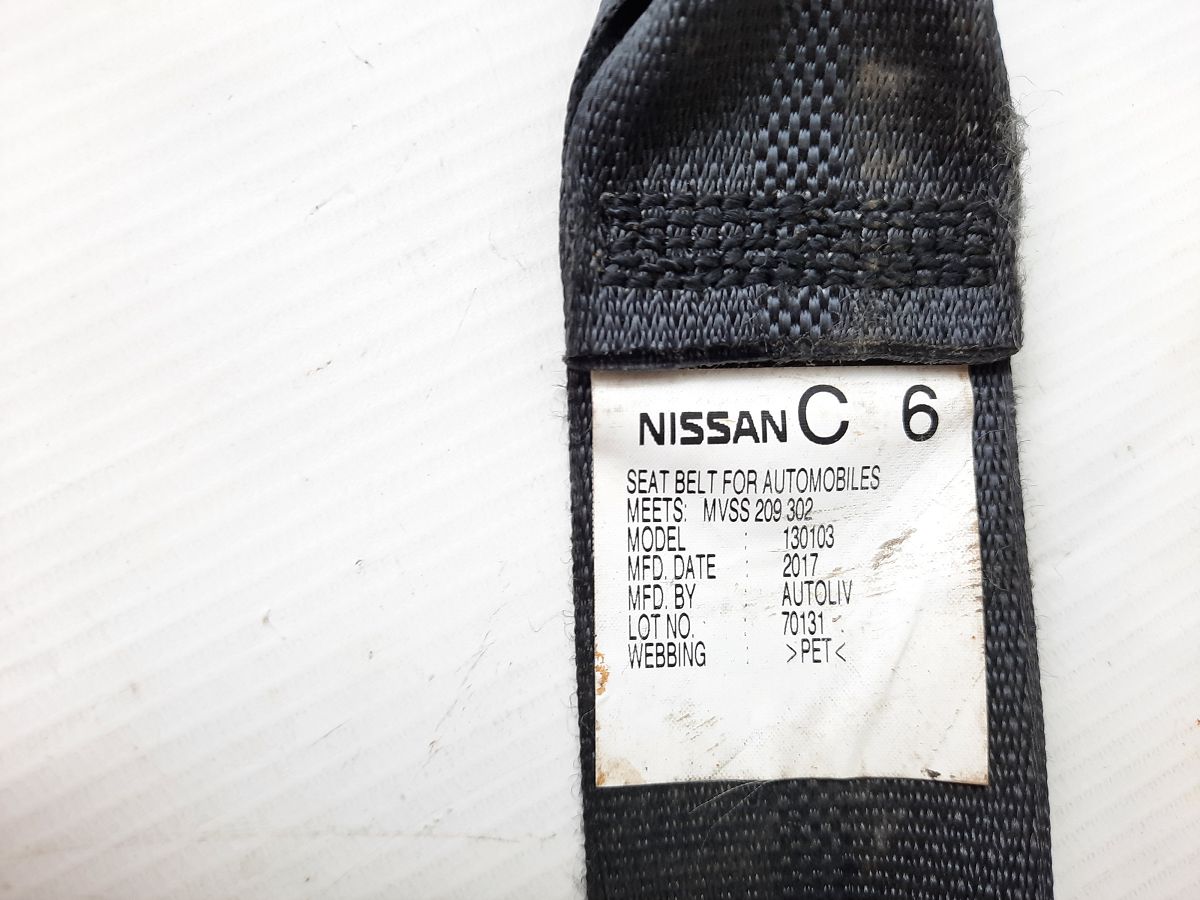 NISSAN C 6
SEAT BELT FOR AUTOMOBILES
MEETS: MVSS 209 302
MODEL : 130103
MFD. DATE : 2017
MFD. BY : AUTOLIV
LOT NO. : 70131
WEBBING : >PET<